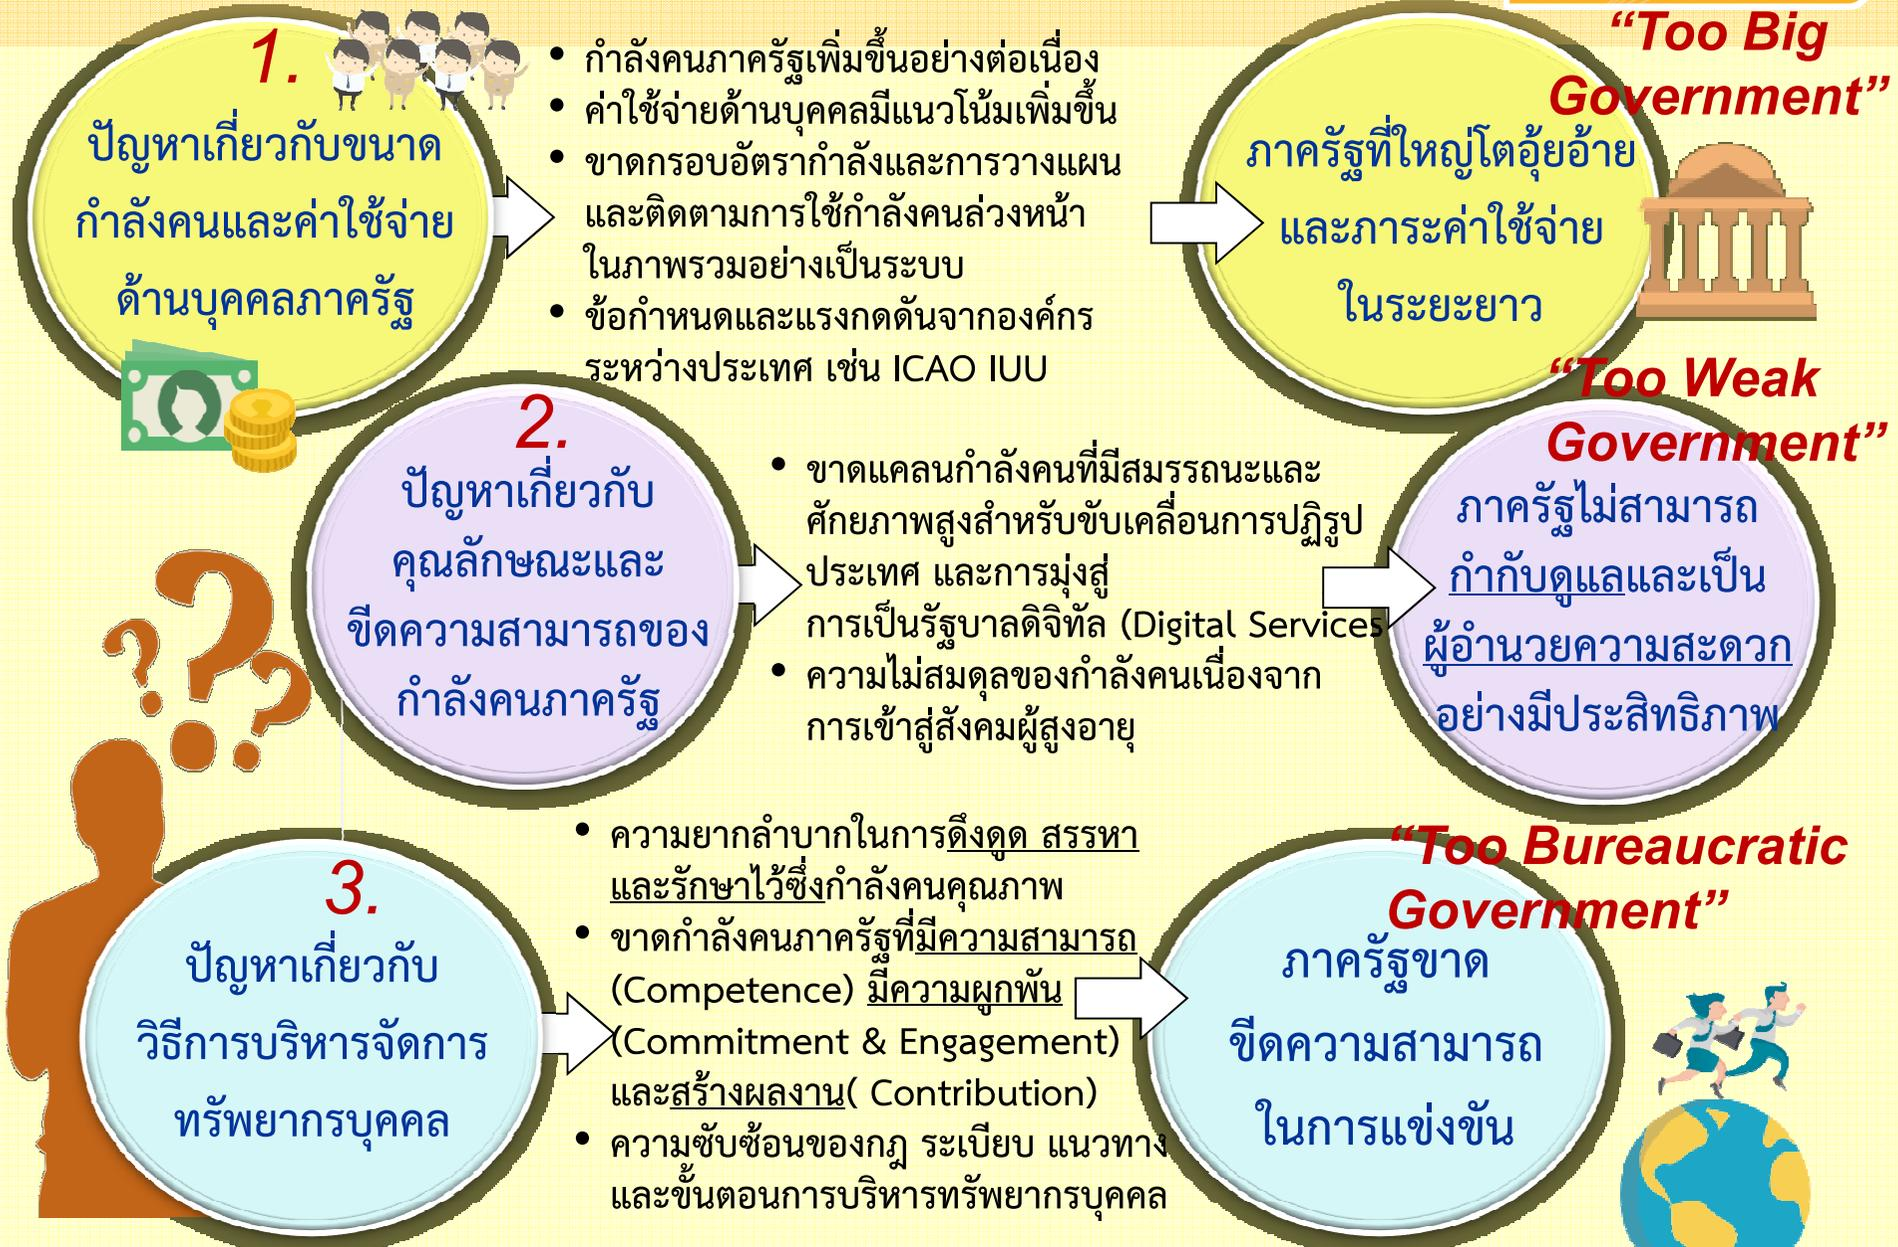 1.
ปัญหาเกี่ยวกับขนาด
กำลังคนและค่าใช้จ่าย
ด้านบุคคลภาครัฐ
• กำลังคนภาครัฐเพิ่มขึ้นอย่างต่อเนื่อง
• ค่าใช้จ่ายด้านบุคคลมีแนวโน้มเพิ่มขึ้น
• ขาดกรอบอัตรากำลังและการวางแผน
และติดตามการใช้กำลังคนล่วงหน้า
ในภาพรวมอย่างเป็นระบบ
• ข้อกำหนดและแรงกดดันจากองค์กร
ระหว่างประเทศ เช่น ICAO IUU
“Too Big
Government”
ภาครัฐที่ใหญ่โตอุ้ยอ้าย
และภาระค่าใช้จ่าย
ในระยะยาว
2.
ปัญหาเกี่ยวกับ
คุณลักษณะและ
ขีดความสามารถของ
กำลังคนภาครัฐ
• ขาดแคลนกำลังคนที่มีสมรรถนะและ
ศักยภาพสูงสำหรับขับเคลื่อนการปฏิรูป
ประเทศ และการมุ่งสู่
การเป็นรัฐบาลดิจิทัล (Digital Services
• ความไม่สมดุลของกำลังคนเนื่องจาก
การเข้าสู่สังคมผู้สูงอายุ
“Too Weak
Government”
ภาครัฐไม่สามารถ
กำกับดูแลและเป็น
ผู้อำนวยความสะดวก
อย่างมีประสิทธิภาพ
3.
ปัญหาเกี่ยวกับ
วิธีการบริหารจัดการ
ทรัพยากรบุคคล
• ความยากลำบากในการดึงดูด สรรหา
และรักษาไว้ซึ่งกำลังคนคุณภาพ
• ขาดกำลังคนภาครัฐที่มีความสามารถ
(Competence) มีความผูกพัน
(Commitment & Engagement)
และสร้างผลงาน( Contribution)
• ความซับซ้อนของกฎ ระเบียบ แนวทาง
และขั้นตอนการบริหารทรัพยากรบุคคล
“Too Bureaucratic
Government”
ภาครัฐขาด
ขีดความสามารถ
ในการแข่งขัน